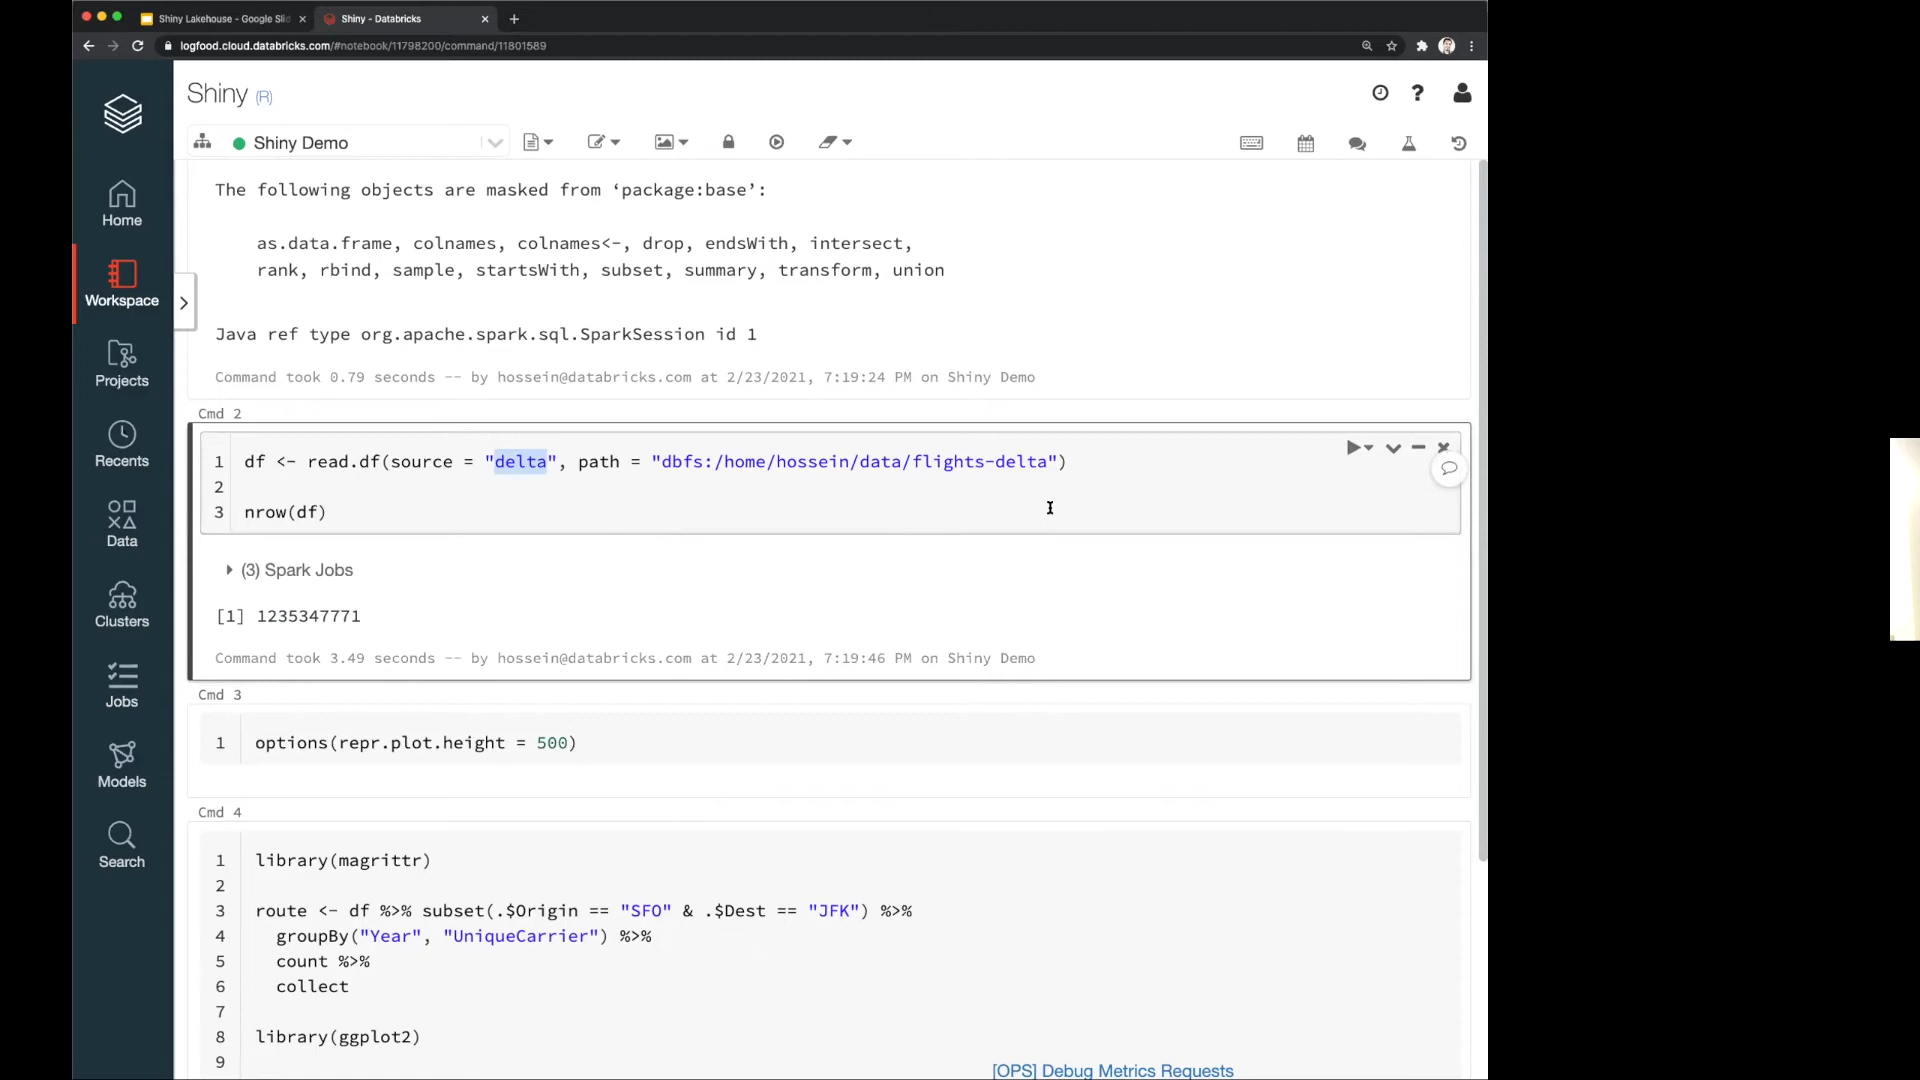 Shiny Lakehouse - Google Slid
Shiny - Databricks
logfood.cloud.databricks.com/#notebook/11798200/command/11801589
Shiny (R)
Shiny Demo
Home
Workspace
Projects
Recents
Data
Clusters
Jobs
Models
Search
The following objects are masked from ‘package:base’:
as.data.frame, colnames, colnames<-, drop, endsWith, intersect,
rank, rbind, sample, startsWith, subset, summary, transform, union
Java ref type org.apache.spark.sql.SparkSession id 1
Command took 0.79 seconds -- by hossein@databricks.com at 2/23/2021, 7:19:24 PM on Shiny Demo
Cmd 2
1 df <- read.df(source = "delta", path = "dbfs:/home/hossein/data/flights-delta")
2
3 nrow(df)
(3) Spark Jobs
[1] 1235347771
Command took 3.49 seconds -- by hossein@databricks.com at 2/23/2021, 7:19:46 PM on Shiny Demo
Cmd 3
1 options(repr.plot.height = 500)
Cmd 4
1 library(magrittr)
2
3 route <- df %>% subset(.$Origin == "SFO" & .$Dest == "JFK") %>%
4 groupBy("Year", "UniqueCarrier") %>%
5 count %>%
6 collect
7
8 library(ggplot2)
9
[OPS] Debug Metrics Requests